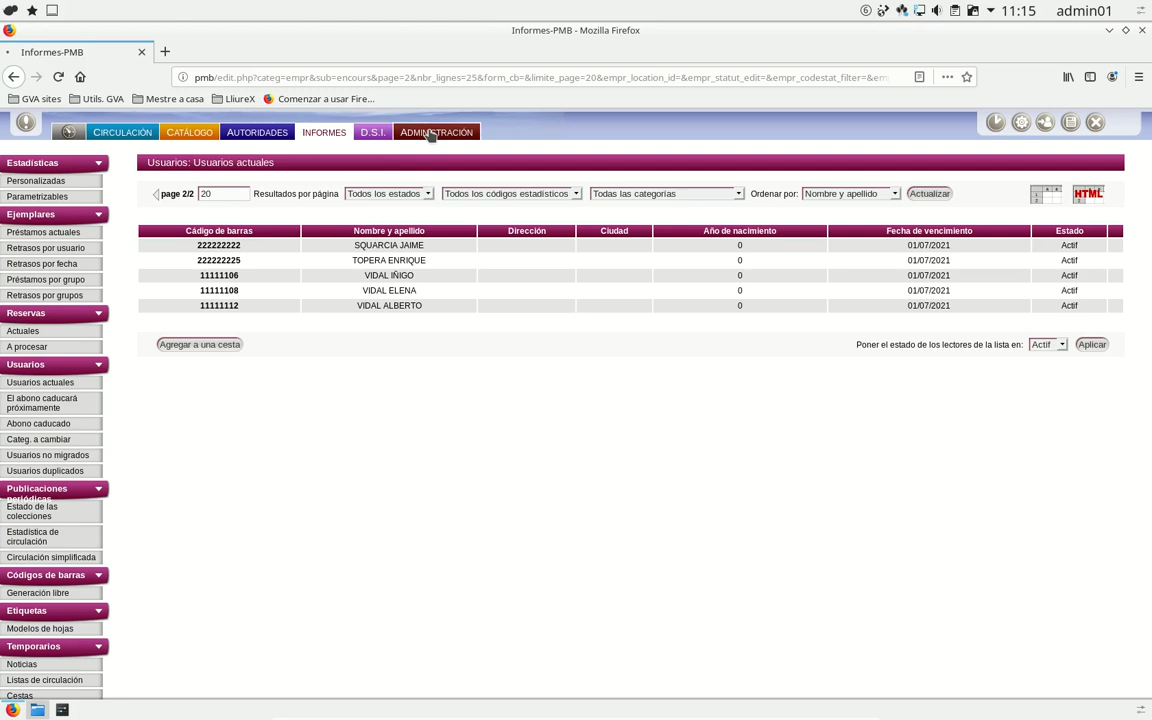 11:15 admin01
Informes-PMB - Mozilla Firefox
Informes-PMB
pmb/edit.php?categ=empr&sub=encours&page=2&nbr_lignes=25&form_cb=&limite_page=20&empr_location_id=&empr_statut_edit=&empr_codestat_filter=&em
GVA sites Utils. GVA Mestre a casa LliureX Comenzar a usar Fire...
CIRCULACIÓN CATÁLOGO AUTORIDADES INFORMES D.S.I. ADMINISTRACIÓN
Estadísticas
Personalizadas
Parametrizables
Ejemplares
Préstamos actuales
Retrasos por usuario
Retrasos por fecha
Préstamos por grupo
Retrasos por grupos
Reservas
Actuales
A procesar
Usuarios
Usuarios actuales
El abono caducará
próximamente
Abono caducado
Categ. a cambiar
Usuarios no migrados
Usuarios duplicados
Publicaciones
periódicas
Estado de las
colecciones
Estadística de
circulación
Circulación simplificada
Códigos de barras
Generación libre
Etiquetas
Modelos de hojas
Temporarios
Noticias
Listas de circulación
Cestas
Usuarios: Usuarios actuales
page 2/2 20 Resultados por página Todos los estados Todos los códigos estadísticos Todas las categorías Ordenar por: Nombre y apellido Actualizar HTML
Código de barras Nombre y apellido Dirección Ciudad Año de nacimiento Fecha de vencimiento Estado
222222222 SQUARCIA JAIME 0 01/07/2021 Actif
222222225 TOPERA ENRIQUE 0 01/07/2021 Actif
11111106 VIDAL IÑIGO 0 01/07/2021 Actif
11111108 VIDAL ELENA 0 01/07/2021 Actif
11111112 VIDAL ALBERTO 0 01/07/2021 Actif
Agregar a una cesta Poner el estado de los lectores de la lista en: Actif Aplicar